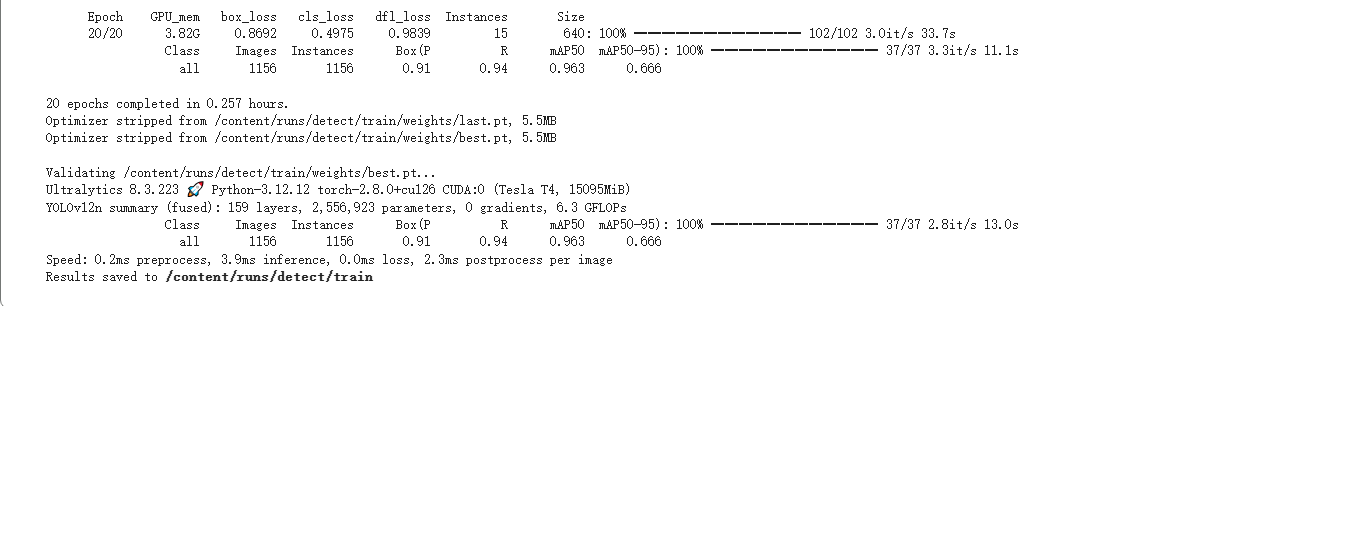 Epoch GPU_mem box_loss cls_loss dfl_loss Instances Size
20/20 3.82G 0.8692 0.4975 0.9839 15 640: 100% ━━━━━━━━━━━━ 102/102 3.0it/s 33.7s
Class Images Instances Box(P R mAP50 mAP50-95): 100% ━━━━━━━━━━━━ 37/37 3.3it/s 11.1s
all 1156 1156 0.91 0.94 0.963 0.666
20 epochs completed in 0.257 hours.
Optimizer stripped from /content/runs/detect/train/weights/last.pt, 5.5MB
Optimizer stripped from /content/runs/detect/train/weights/best.pt, 5.5MB
Validating /content/runs/detect/train/weights/best.pt...
Ultralytics 8.3.223 🚀 Python-3.12.12 torch-2.8.0+cu126 CUDA:0 (Tesla T4, 15095MiB)
YOLOv12n summary (fused): 159 layers, 2,556,923 parameters, 0 gradients, 6.3 GFLOPs
Class Images Instances Box(P R mAP50 mAP50-95): 100% ━━━━━━━━━━━━ 37/37 2.8it/s 13.0s
all 1156 1156 0.91 0.94 0.963 0.666
Speed: 0.2ms preprocess, 3.9ms inference, 0.0ms loss, 2.3ms postprocess per image
Results saved to /content/runs/detect/train